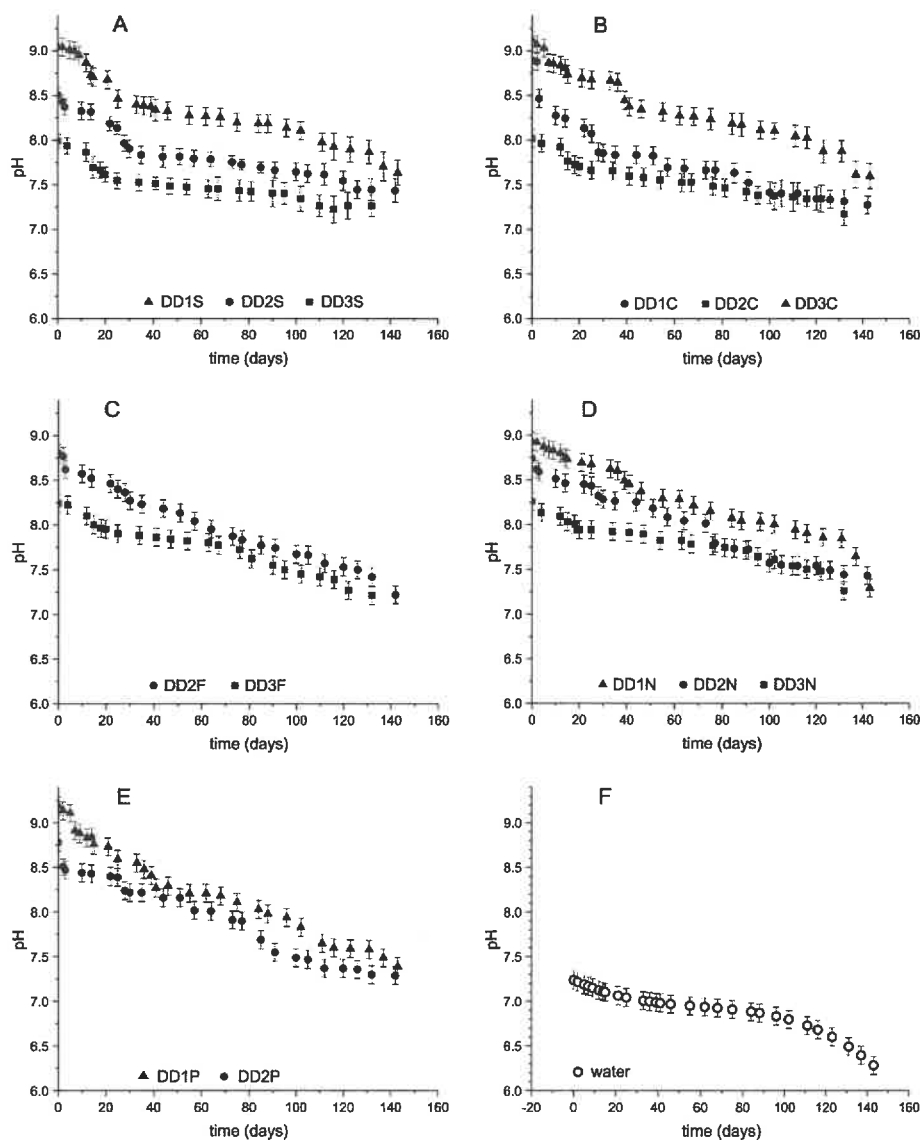 A
B
9.0
8.5
8.0
7.5
7.0
6.5
6.0
pH
▲ DD1S ● DD2S ■ DD3S
0 20 40 60 80 100 120 140 160
time (days)
9.0
8.5
8.0
7.5
7.0
6.5
6.0
pH
● DD1C ■ DD2C ▲ DD3C
0 20 40 60 80 100 120 140 160
time (days)
C
D
9.0
8.5
8.0
7.5
7.0
6.5
6.0
pH
● DD2F ■ DD3F
0 20 40 60 80 100 120 140 160
time (days)
9.0
8.5
8.0
7.5
7.0
6.5
6.0
pH
▲ DD1N ● DD2N ■ DD3N
0 20 40 60 80 100 120 140 160
time (days)
E
F
9.0
8.5
8.0
7.5
7.0
6.5
6.0
pH
▲ DD1P ● DD2P
0 20 40 60 80 100 120 140 160
time (days)
9.0
8.5
8.0
7.5
7.0
6.5
6.0
pH
water
-20 0 20 40 60 80 100 120 140 160
time (days)